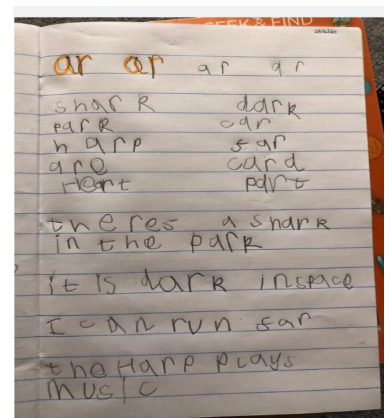 SEEK & FIND
ar ar ar ar
shark dark
park car
harp far
are card
Heart part
theres a shark
in the park
it is dark inspace
I can run far
the Harp plays
music